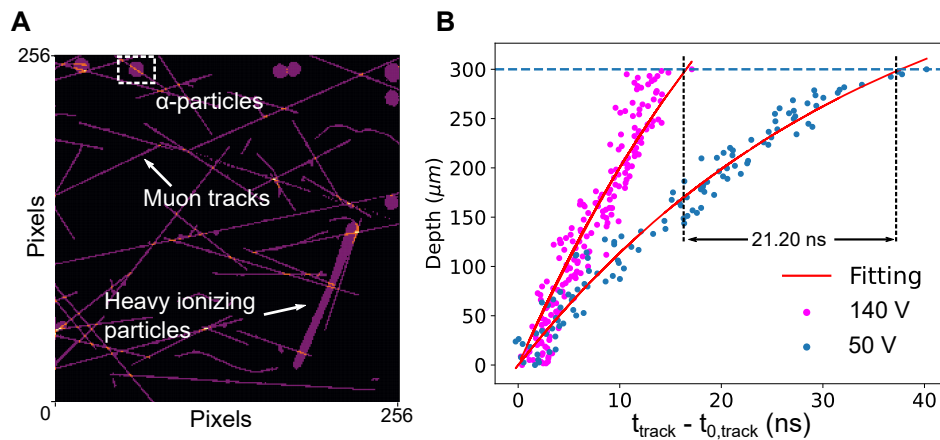 A
256
Pixels
α-particles
Muon tracks
Heavy ionizing
particles
0
Pixels
256
B
Depth (μm)
300
250
200
150
100
50
0
21.20 ns
Fitting
140 V
50 V
0
10
20
30
40
t_track - t_0,track (ns)